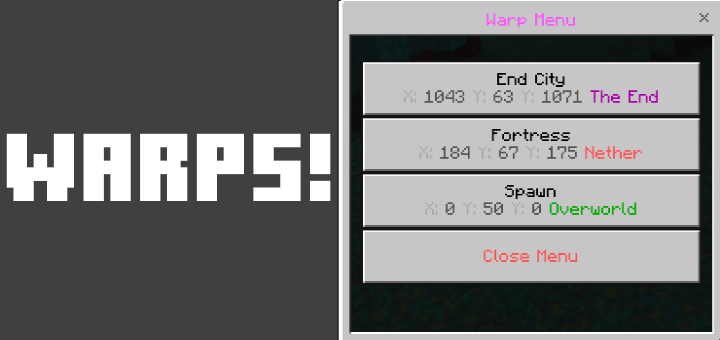 WARPS!
Warp Menu
End City
X: 1043 Y: 63 Y: 1071 The End
Fortress
X: 184 Y: 67 Y: 175 Nether
Spawn
X: 0 Y: 50 Y: 0 Overworld
Close Menu